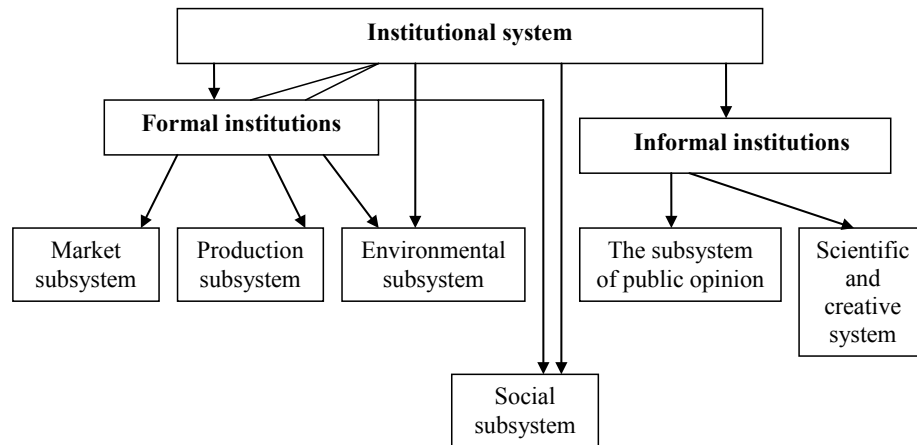 Institutional system
Formal institutions
Informal institutions
Market
subsystem
Production
subsystem
Environmental
subsystem
The subsystem
of public opinion
Scientific
and
creative
system
Social
subsystem